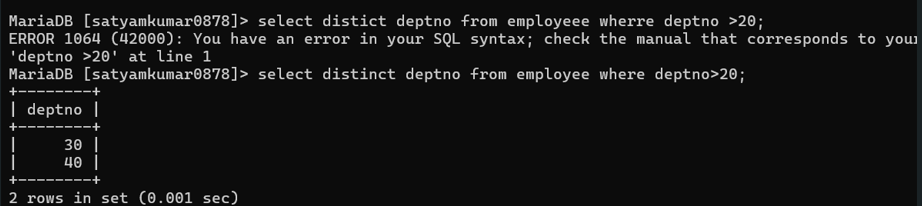 MariaDB [satyamkumar0878]> select distict deptno from employeee wherre deptno >20;
ERROR 1064 (42000): You have an error in your SQL syntax; check the manual that corresponds to your
'deptno >20' at line 1
MariaDB [satyamkumar0878]> select distinct deptno from employee where deptno>20;
+--------+
| deptno |
+--------+
|     30 |
|     40 |
+--------+
2 rows in set (0.001 sec)